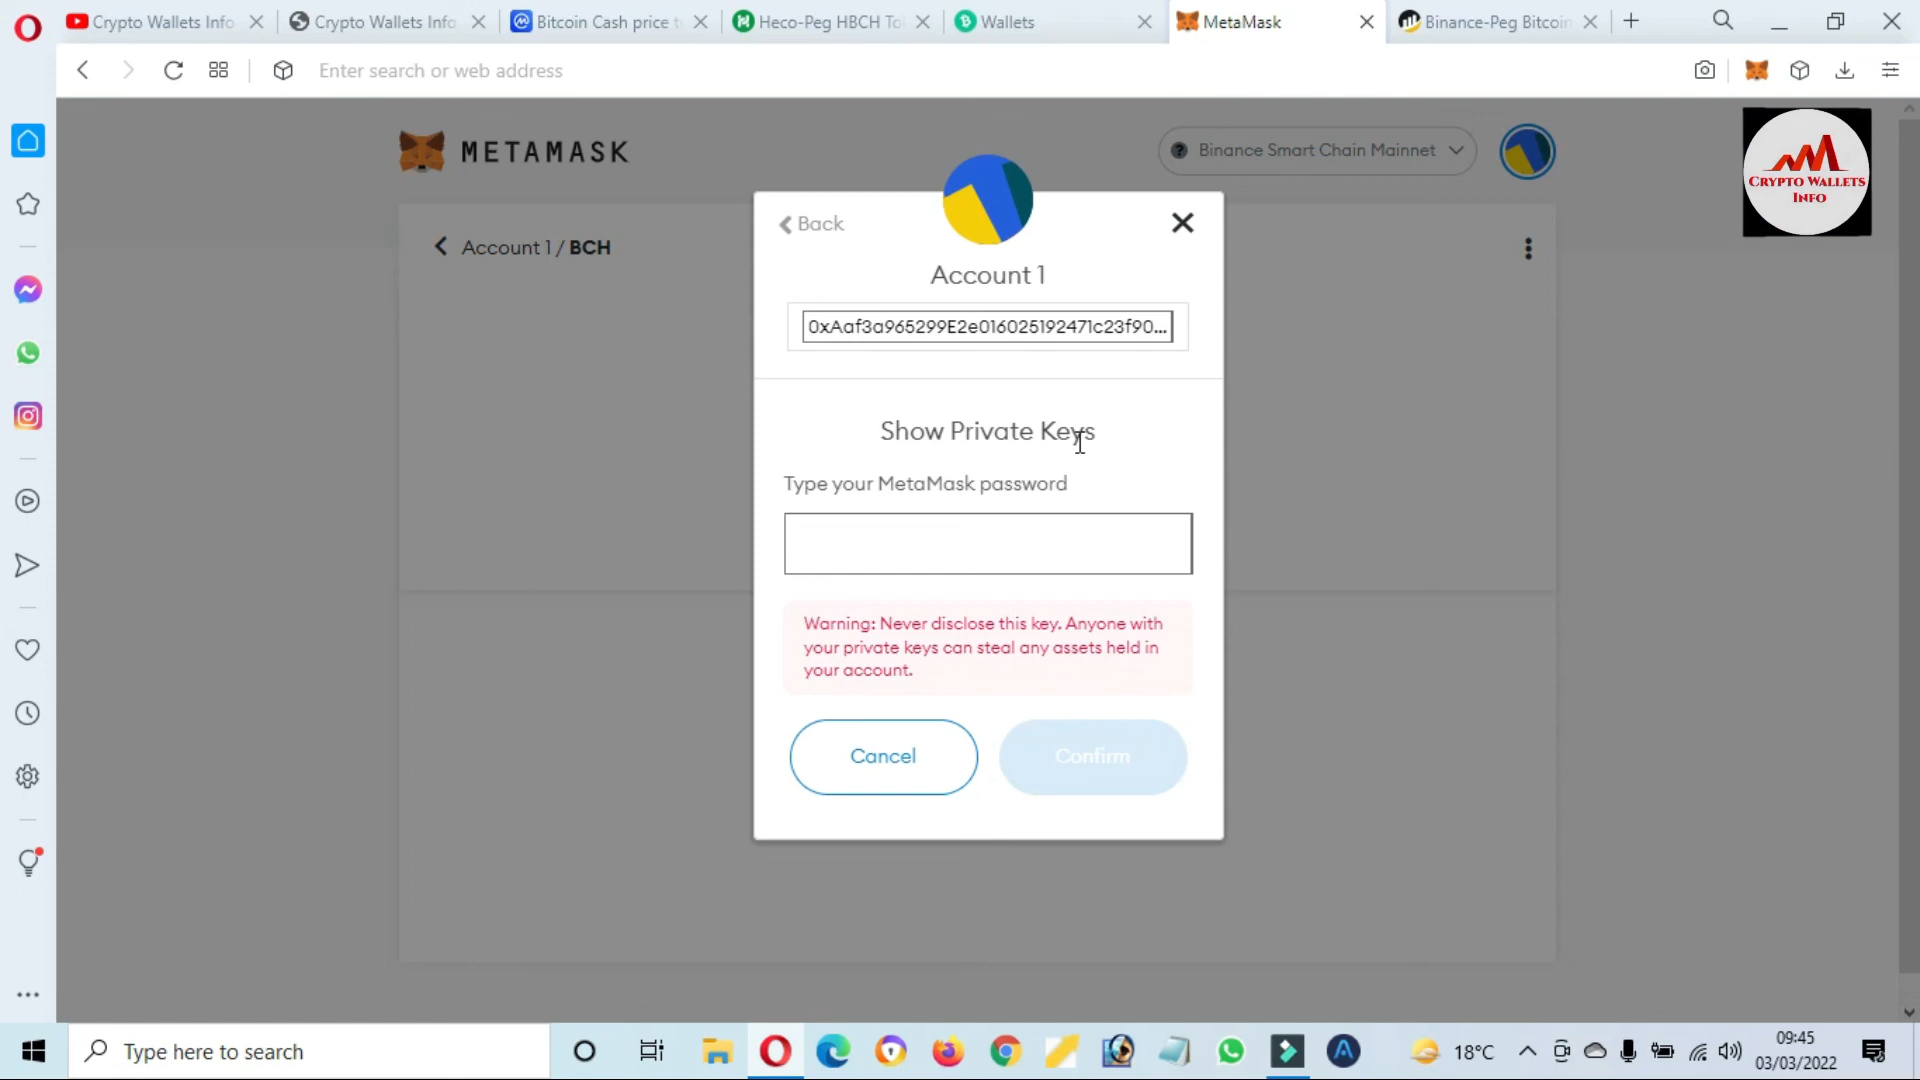 Crypto Wallets Info
Crypto Wallets Info
Bitcoin Cash price t
Heco-Peg HBCH To
Wallets
MetaMask
Binance-Peg Bitcoin
Enter search or web address
METAMASK
Binance Smart Chain Mainnet
CRYPTO WALLETS
INFO
Account 1 / BCH
Back
Account 1
0xAaf3a965299E2e016025192471c23f90...
Show Private Keys
Type your MetaMask password
Warning: Never disclose this key. Anyone with
your private keys can steal any assets held in
your account.
Cancel
Confirm
Type here to search
18°C
09:45
03/03/2022